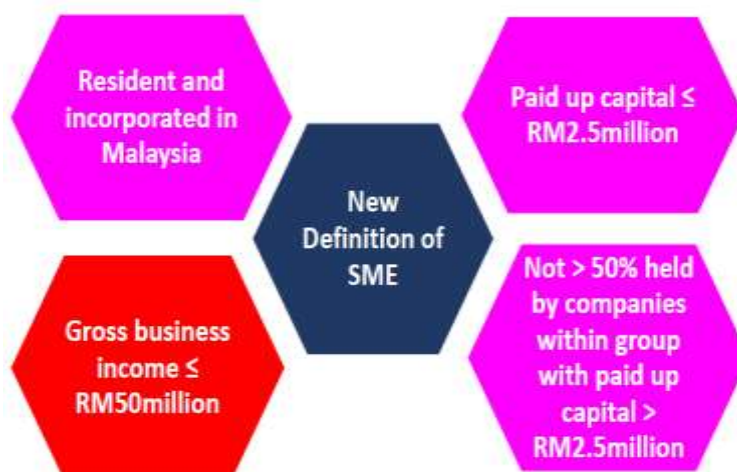 Resident and
incorporated in
Malaysia
Paid up capital ≤
RM2.5million
New
Definition of
SME
Gross business
income ≤
RM50million
Not > 50% held
by companies
within group
with paid up
capital >
RM2.5million